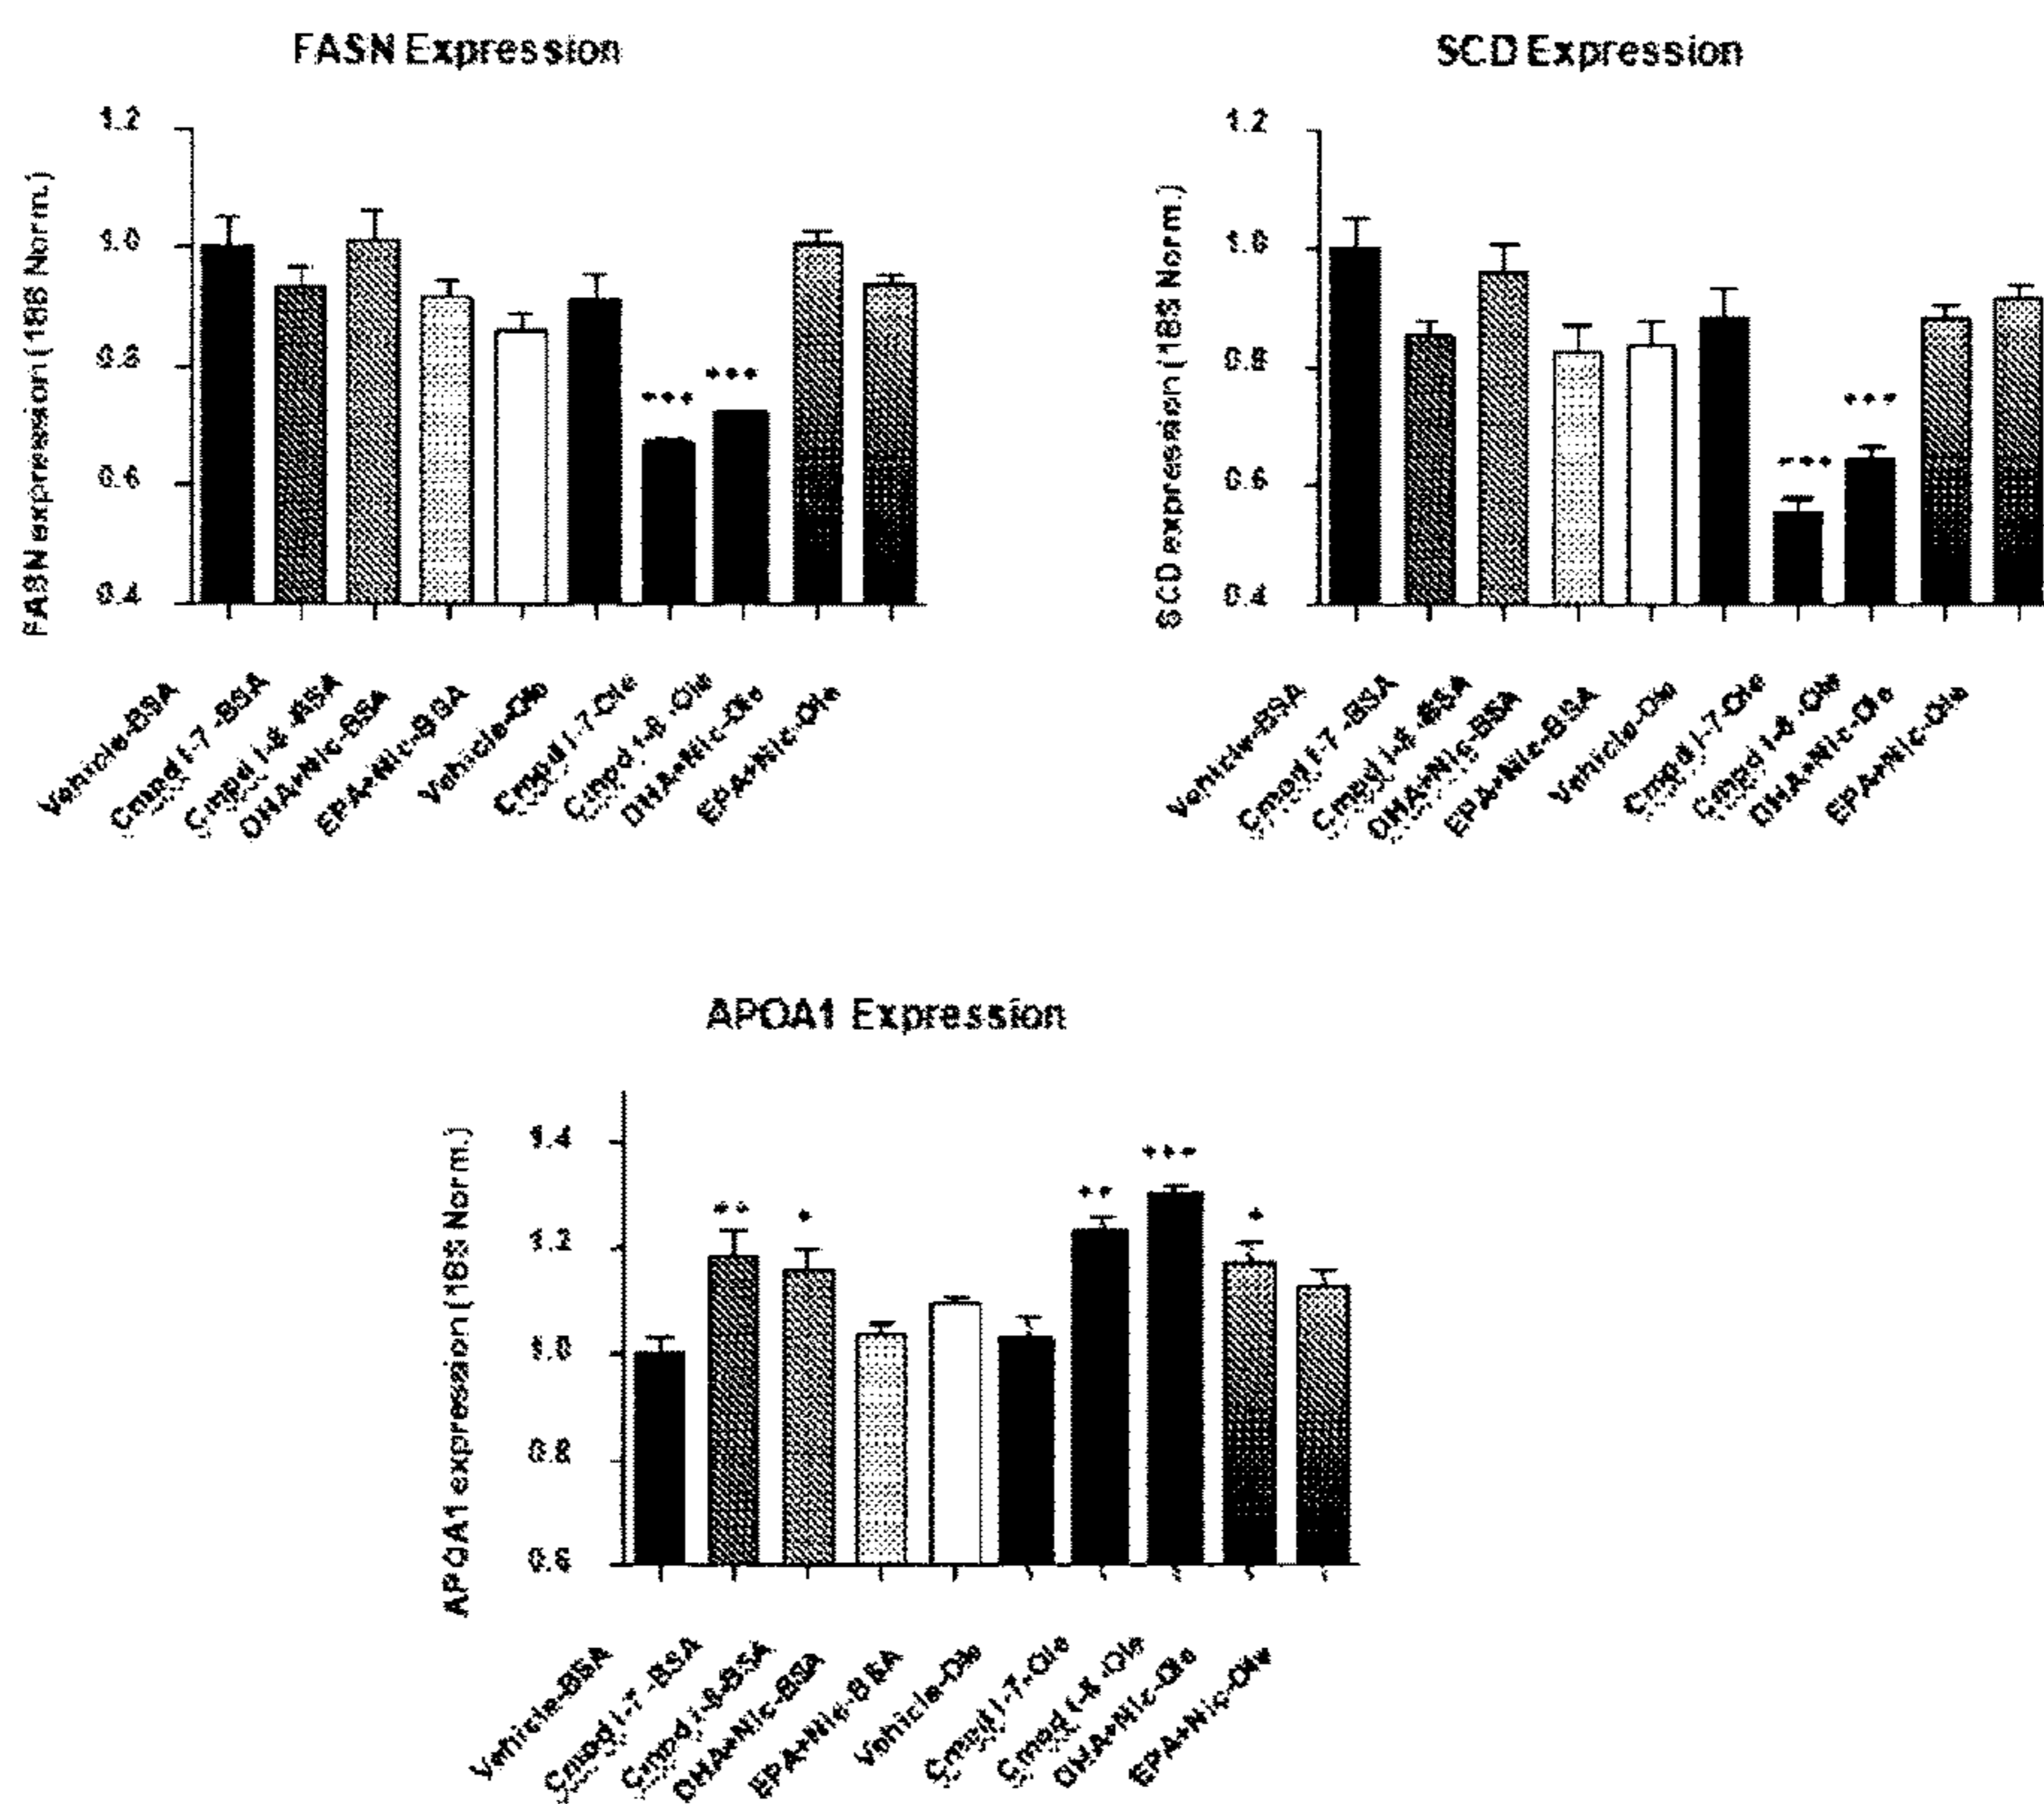 FASN Expression
FASN expression (18S Norm.)
1.2
1.0
0.8
0.6
0.4
***
***
Vehicle-BSA
Cmpd I-7 -BSA
Cmpd I-8 -BSA
DHA+Nic-BSA
EPA+Nic-BSA
Vehicle-Ole
Cmpd I-7-Ole
Cmpd I-8 -Ole
DHA+Nic-Ole
EPA+Nic-Ole
SCD Expression
SCD expression (18S Norm.)
1.2
1.0
0.8
0.6
0.4
***
***
Vehicle-BSA
Cmpd I-7 -BSA
Cmpd I-8 -BSA
DHA+Nic-BSA
EPA+Nic-BSA
Vehicle-Ole
Cmpd I-7-Ole
Cmpd I-8 -Ole
DHA+Nic-Ole
EPA+Nic-Ole
APOA1 Expression
APOA1 expression (18S Norm.)
1.4
1.2
1.0
0.8
0.6
**
*
**
***
*
Vehicle-BSA
Cmpd I-7 -BSA
Cmpd I-8-BSA
DHA+Nic-BSA
EPA+Nic-BSA
Vehicle-Ole
Cmpd I-7-Ole
Cmpd I-8 -Ole
DHA+Nic-Ole
EPA+Nic-Ole